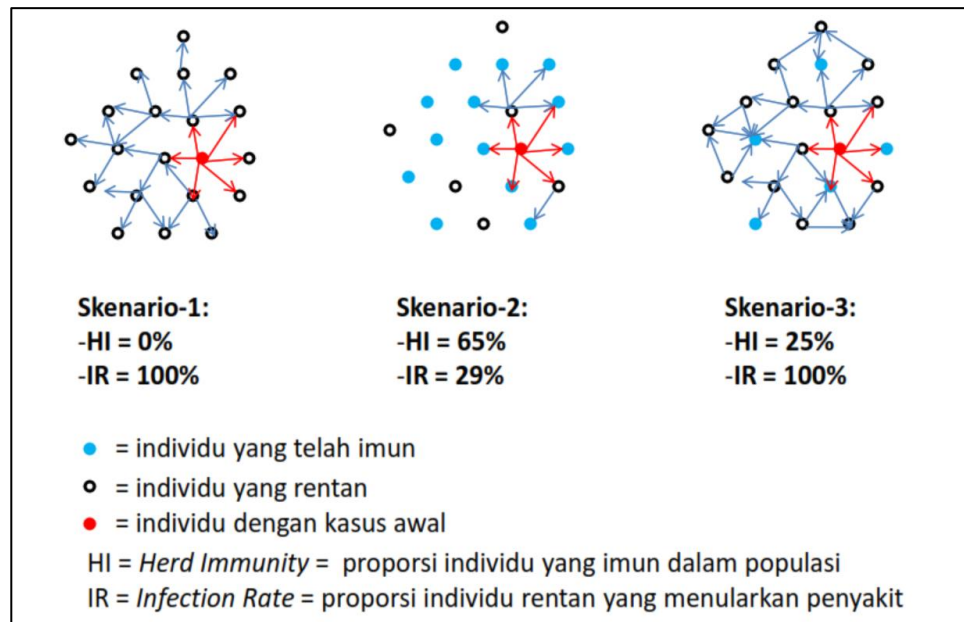 Skenario-1:
-HI = 0%
-IR = 100%
Skenario-2:
-HI = 65%
-IR = 29%
Skenario-3:
-HI = 25%
-IR = 100%
= individu yang telah imun
= individu yang rentan
= individu dengan kasus awal
HI = Herd Immunity = proporsi individu yang imun dalam populasi
IR = Infection Rate = proporsi individu rentan yang menularkan penyakit